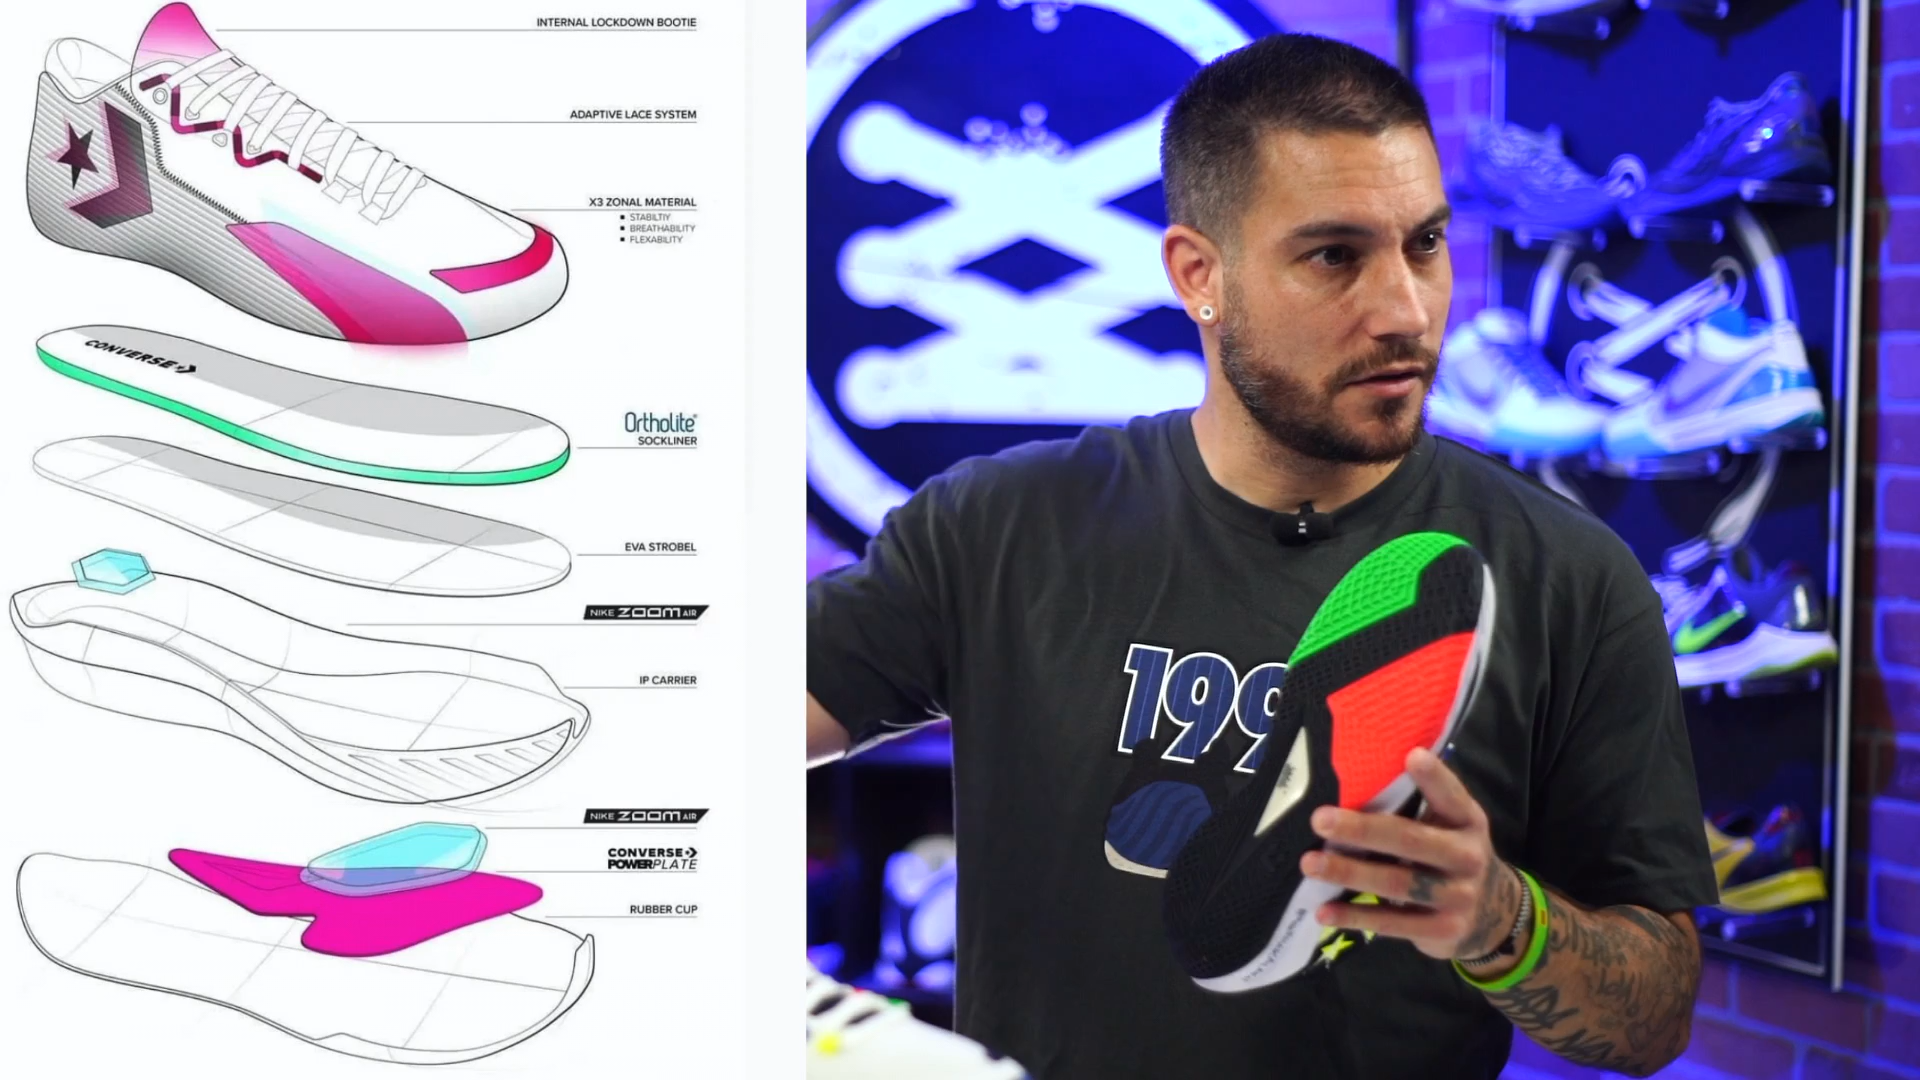 INTERNAL LOCKDOWN BOOTIE
ADAPTIVE LACE SYSTEM
X3 ZONAL MATERIAL
STABILTIY
BREATHABILITY
FLEXABILITY
CONVERSE
Ortholite®
SOCKLINER
EVA STROBEL
NIKE ZOOM AIR
IP CARRIER
NIKE ZOOM AIR
CONVERSE
POWERPLATE
RUBBER CUP
199